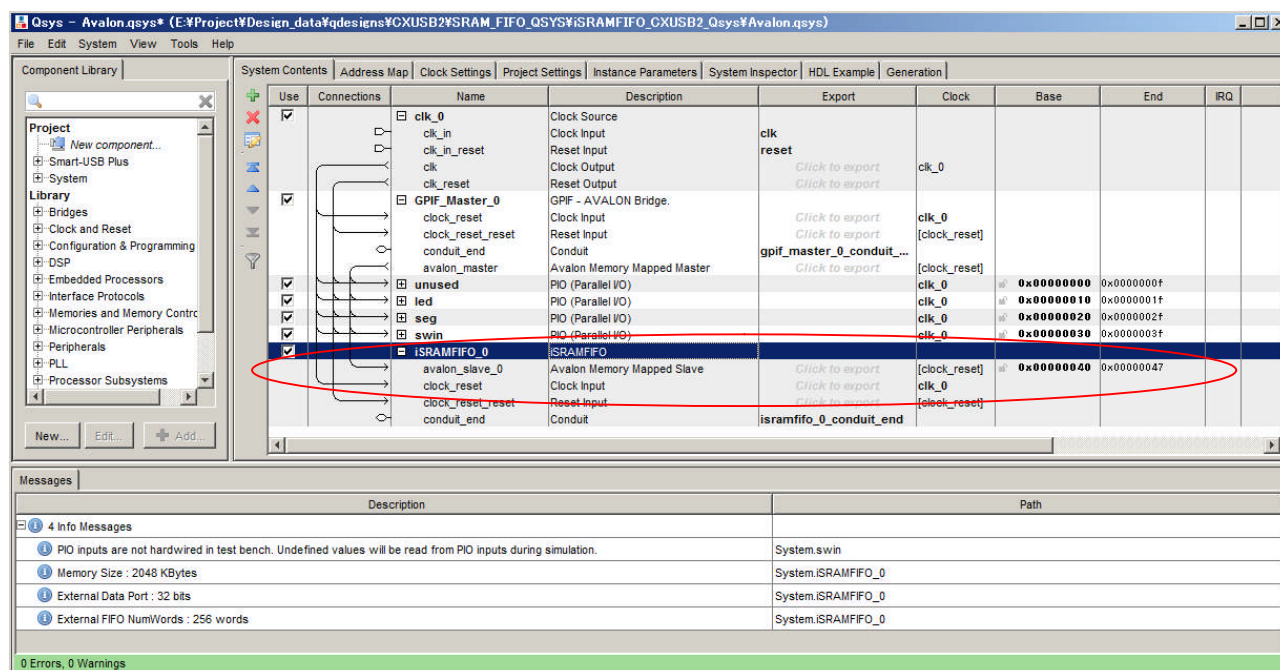 Qsys - Avalon.qsys* (E:¥Project¥Design_data¥qdesigns¥CXUSB2¥SRAM_FIFO_QSYS¥iSRAMFIFO_CXUSB2_Qsys¥Avalon.qsys)
File Edit System View Tools Help
Component Library
System Contents Address Map Clock Settings Project Settings Instance Parameters System Inspector HDL Example Generation
Project
New component...
Smart-USB Plus
System
Library
Bridges
Clock and Reset
Configuration & Programming
DSP
Embedded Processors
Interface Protocols
Memories and Memory Contro
Microcontroller Peripherals
Peripherals
PLL
Processor Subsystems
New... Edit... Add...
Use Connections Name Description Export Clock Base End IRQ
clk_0 Clock Source
clk_in Clock Input clk
clk_in_reset Reset Input reset
clk Clock Output Click to export clk_0
clk_reset Reset Output Click to export
GPIF_Master_0 GPIF - AVALON Bridge.
clock_reset Clock Input Click to export clk_0
clock_reset_reset Reset Input Click to export [clock_reset]
conduit_end Conduit gpif_master_0_conduit_...
avalon_master Avalon Memory Mapped Master Click to export [clock_reset]
unused PIO (Parallel I/O) clk_0 0x00000000 0x0000000f
led PIO (Parallel I/O) clk_0 0x00000010 0x0000001f
seg PIO (Parallel I/O) clk_0 0x00000020 0x0000002f
swin PIO (Parallel I/O) clk_0 0x00000030 0x0000003f
iSRAMFIFO_0 iSRAMFIFO
avalon_slave_0 Avalon Memory Mapped Slave Click to export [clock_reset] 0x00000040 0x00000047
clock_reset Clock Input Click to export clk_0
clock_reset_reset Reset Input Click to export [clock_reset]
conduit_end Conduit isramfifo_0_conduit_end
Messages
Description Path
4 Info Messages
PIO inputs are not hardwired in test bench. Undefined values will be read from PIO inputs during simulation. System.swin
Memory Size : 2048 KBytes System.iSRAMFIFO_0
External Data Port : 32 bits System.iSRAMFIFO_0
External FIFO NumWords : 256 words System.iSRAMFIFO_0
0 Errors, 0 Warnings